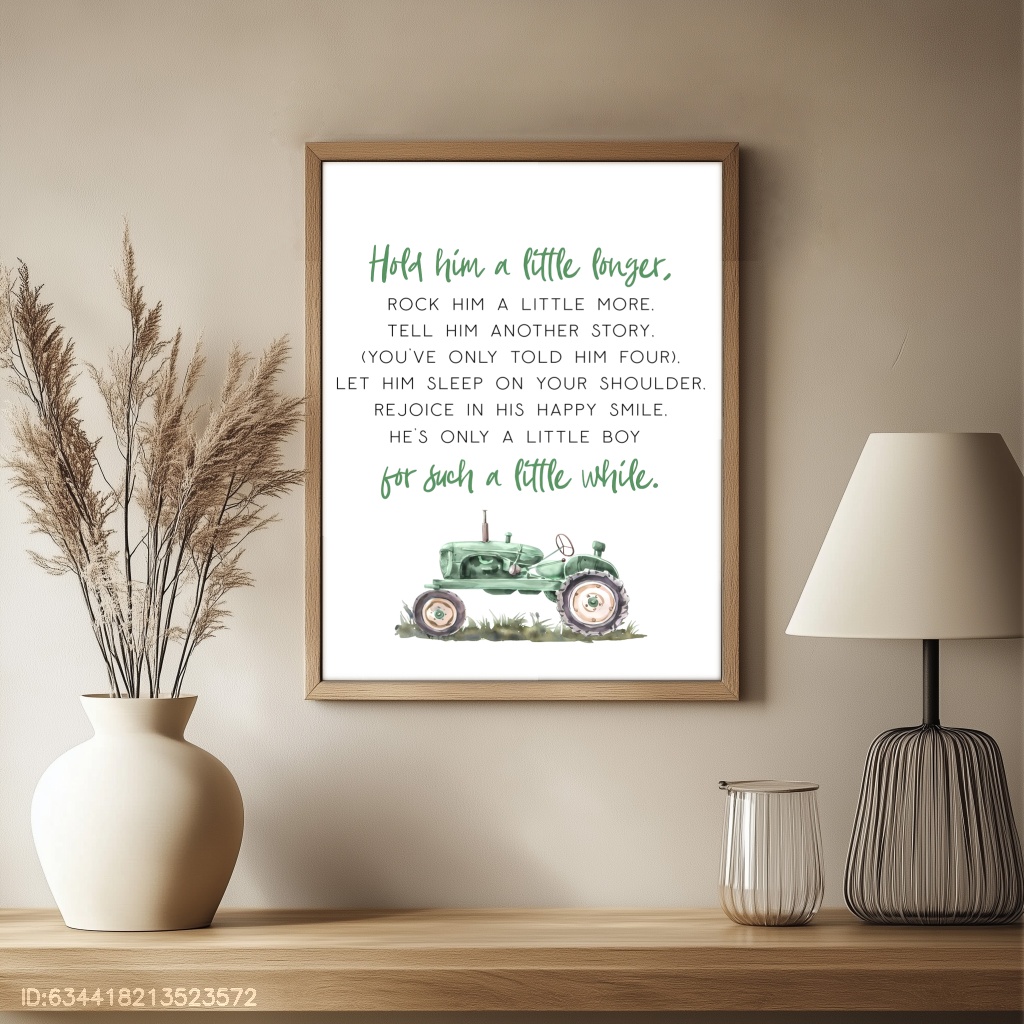 Hold him a little longer,
ROCK HIM A LITTLE MORE.
TELL HIM ANOTHER STORY.
(YOU'VE ONLY TOLD HIM FOUR).
LET HIM SLEEP ON YOUR SHOULDER.
REJOICE IN HIS HAPPY SMILE.
HE'S ONLY A LITTLE BOY
for such a little while.
ID:634418213523572